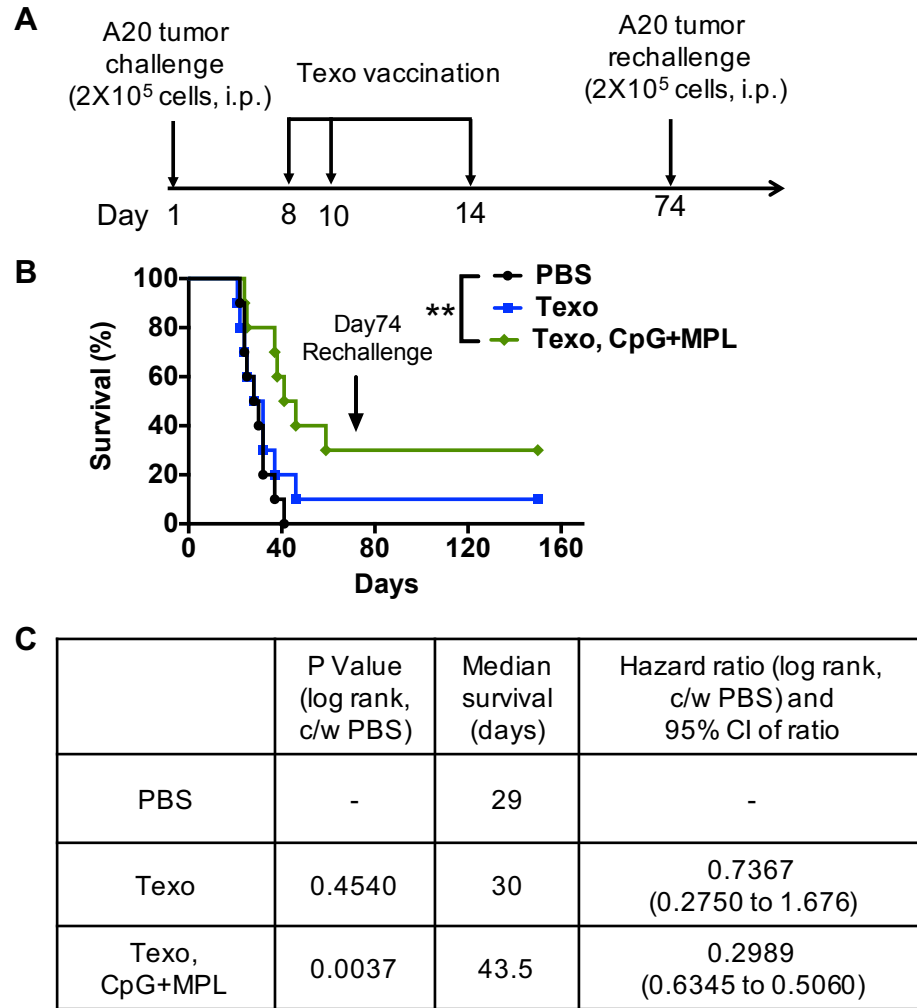 A
A20 tumor
challenge
(2X10⁵ cells, i.p.)
Texo vaccination
A20 tumor
rechallenge
(2X10⁵ cells, i.p.)
Day 1 8 10 14 74
B
PBS
Texo
Texo, CpG+MPL
**
Day74
Rechallenge
Survival (%)
100
80
60
40
20
0
0 40 80 120 160
Days
C
P Value
(log rank,
c/w PBS)
Median
survival
(days)
Hazard ratio (log rank,
c/w PBS) and
95% CI of ratio
PBS
-
29
-
Texo
0.4540
30
0.7367
(0.2750 to 1.676)
Texo,
CpG+MPL
0.0037
43.5
0.2989
(0.6345 to 0.5060)